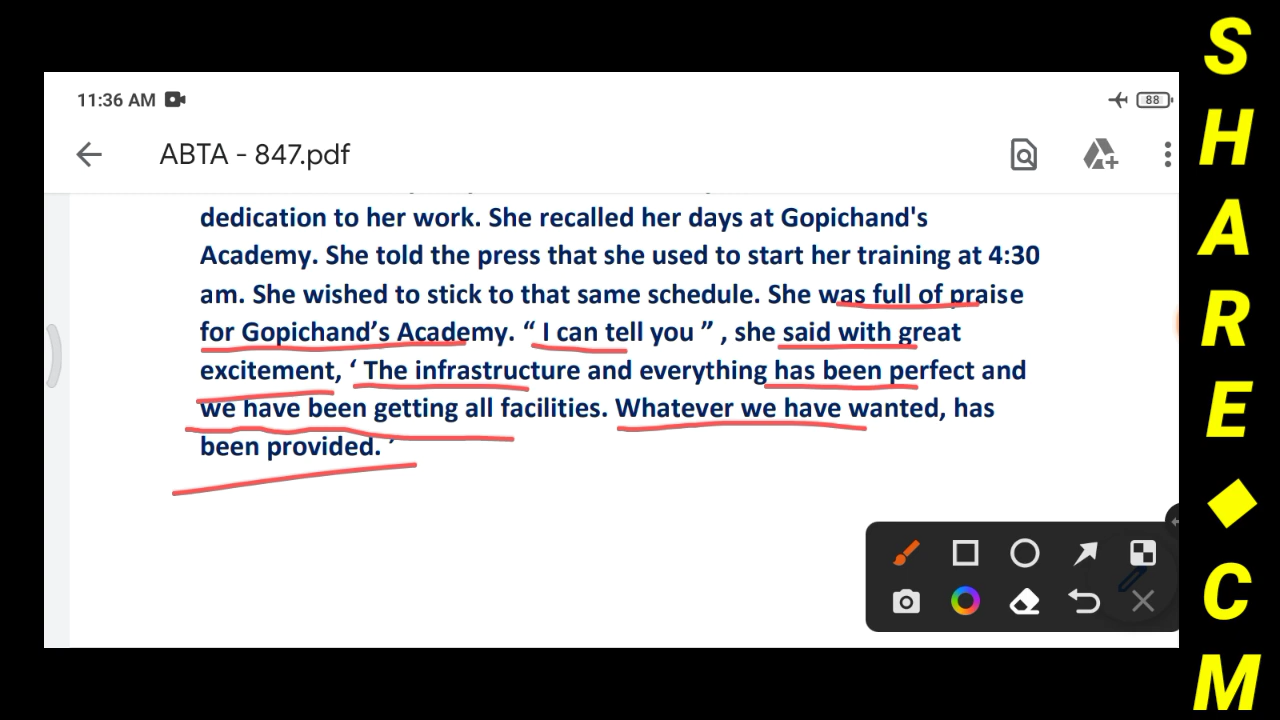 11:36 AM
88
ABTA - 847.pdf
dedication to her work. She recalled her days at Gopichand's
Academy. She told the press that she used to start her training at 4:30
am. She wished to stick to that same schedule. She was full of praise
for Gopichand’s Academy. “ I can tell you ” , she said with great
excitement, ‘ The infrastructure and everything has been perfect and
we have been getting all facilities. Whatever we have wanted, has
been provided. ’
SHARE◆CM